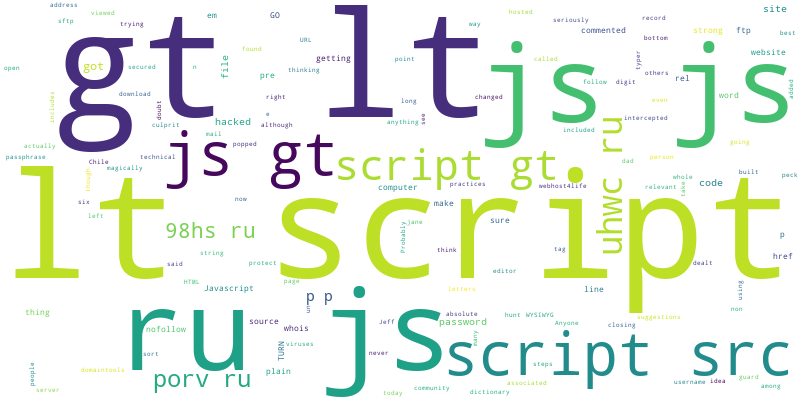 address
viewed
trying
em
GO
lt
way
hosted
seriously
record
site
sftp
gt
found
URL
commented
bottom
strong
ftp
best
open
got
secured
n
file
getting
point
js
called
typer
others
website
js
pre
thinking
follow
digit
rel
includes
download
doubt
right
long
changed
even
word
added
culprit
hacked
e
anything
see
included
intercepted
going
actually
mail
although
popped
dad
person
passphrase
Chile
technical
js gt
script gt
uhwc ru
whole
built
peck
though
magically
computer
practices
webhost4life
relevant
take
code
lt
six
now
make
script
left
98hs ru
Probably
jane
sure
p
string
think
tag
href
said
protect
editor
dealt
HTML
page
Javascript
p p
un
letters
line
using
non
thing
ru
js
source
Jeff
absolute
hunt
WYSIWYG
suggestions
nofollow
whois
password
Anyone
closing
sort
TURN
viruses
never
many
script src
people
domaintools
porv ru
plain
steps
username
idea
guard
server
today
community
dictionary
associated
among